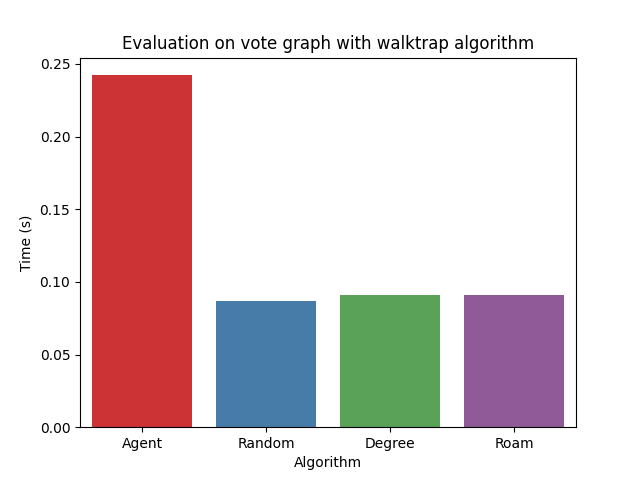 Evaluation on vote graph with walktrap algorithm
0.25
0.20
0.15
0.10
0.05
0.00
Time (s)
Agent Random Degree Roam
Algorithm